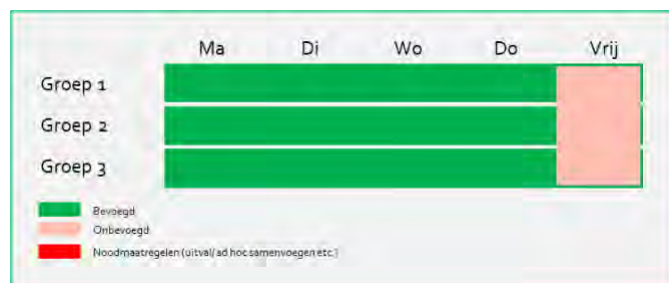 Ma Di Wo Do Vrij
Groep 1
Groep 2
Groep 3
Bevoegd
Onbevoegd
Noodmaatregelen (uitval/ ad hoc samenvoegen etc.)